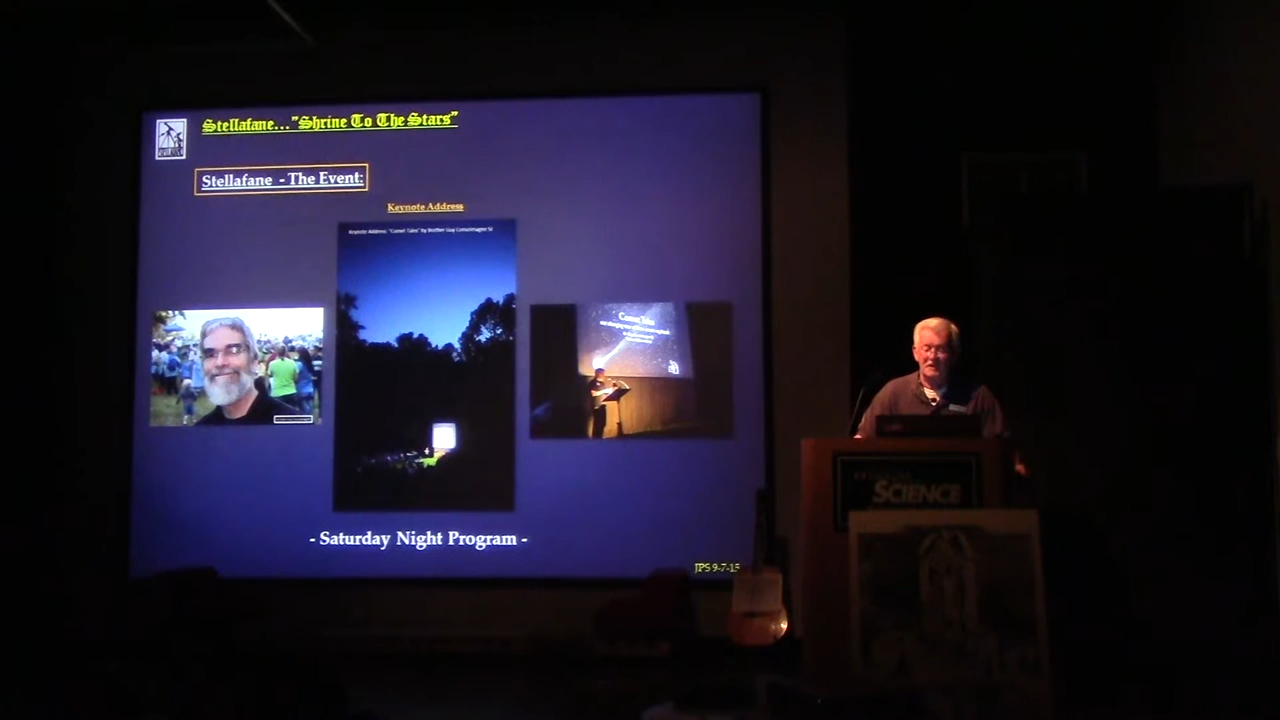 Stellafane..."Shrine To The Stars"
Stellafane - The Event:
Keynote Address
Keynote Address: "Comet Tales" by Brother Guy Consolmagno SJ
Comet Tales
- Saturday Night Program -
JPS 9-7-15
SCIENCE